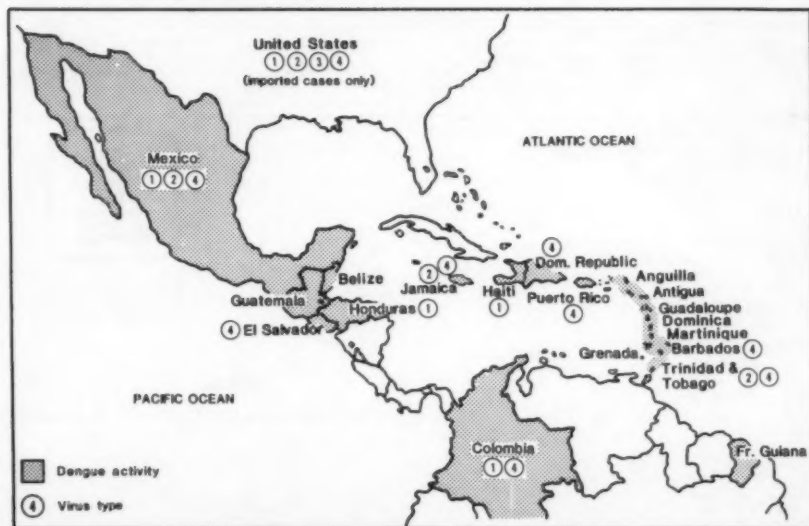 United States
① ② ③ ④
(imported cases only)
ATLANTIC OCEAN
Mexico
① ② ④
④
Dom. Republic
② ④
Jamaica
Haiti
①
Puerto Rico
④
Anguilla
Antigua
Guadaloupe
Dominica
Martinique
Barbados ④
Grenada
Trinidad &
Tobago ② ④
Belize
Guatemala
Honduras ①
④ El Salvador
PACIFIC OCEAN
Colombia
① ④
Fr. Guiana
Dengue activity
④ Virus type